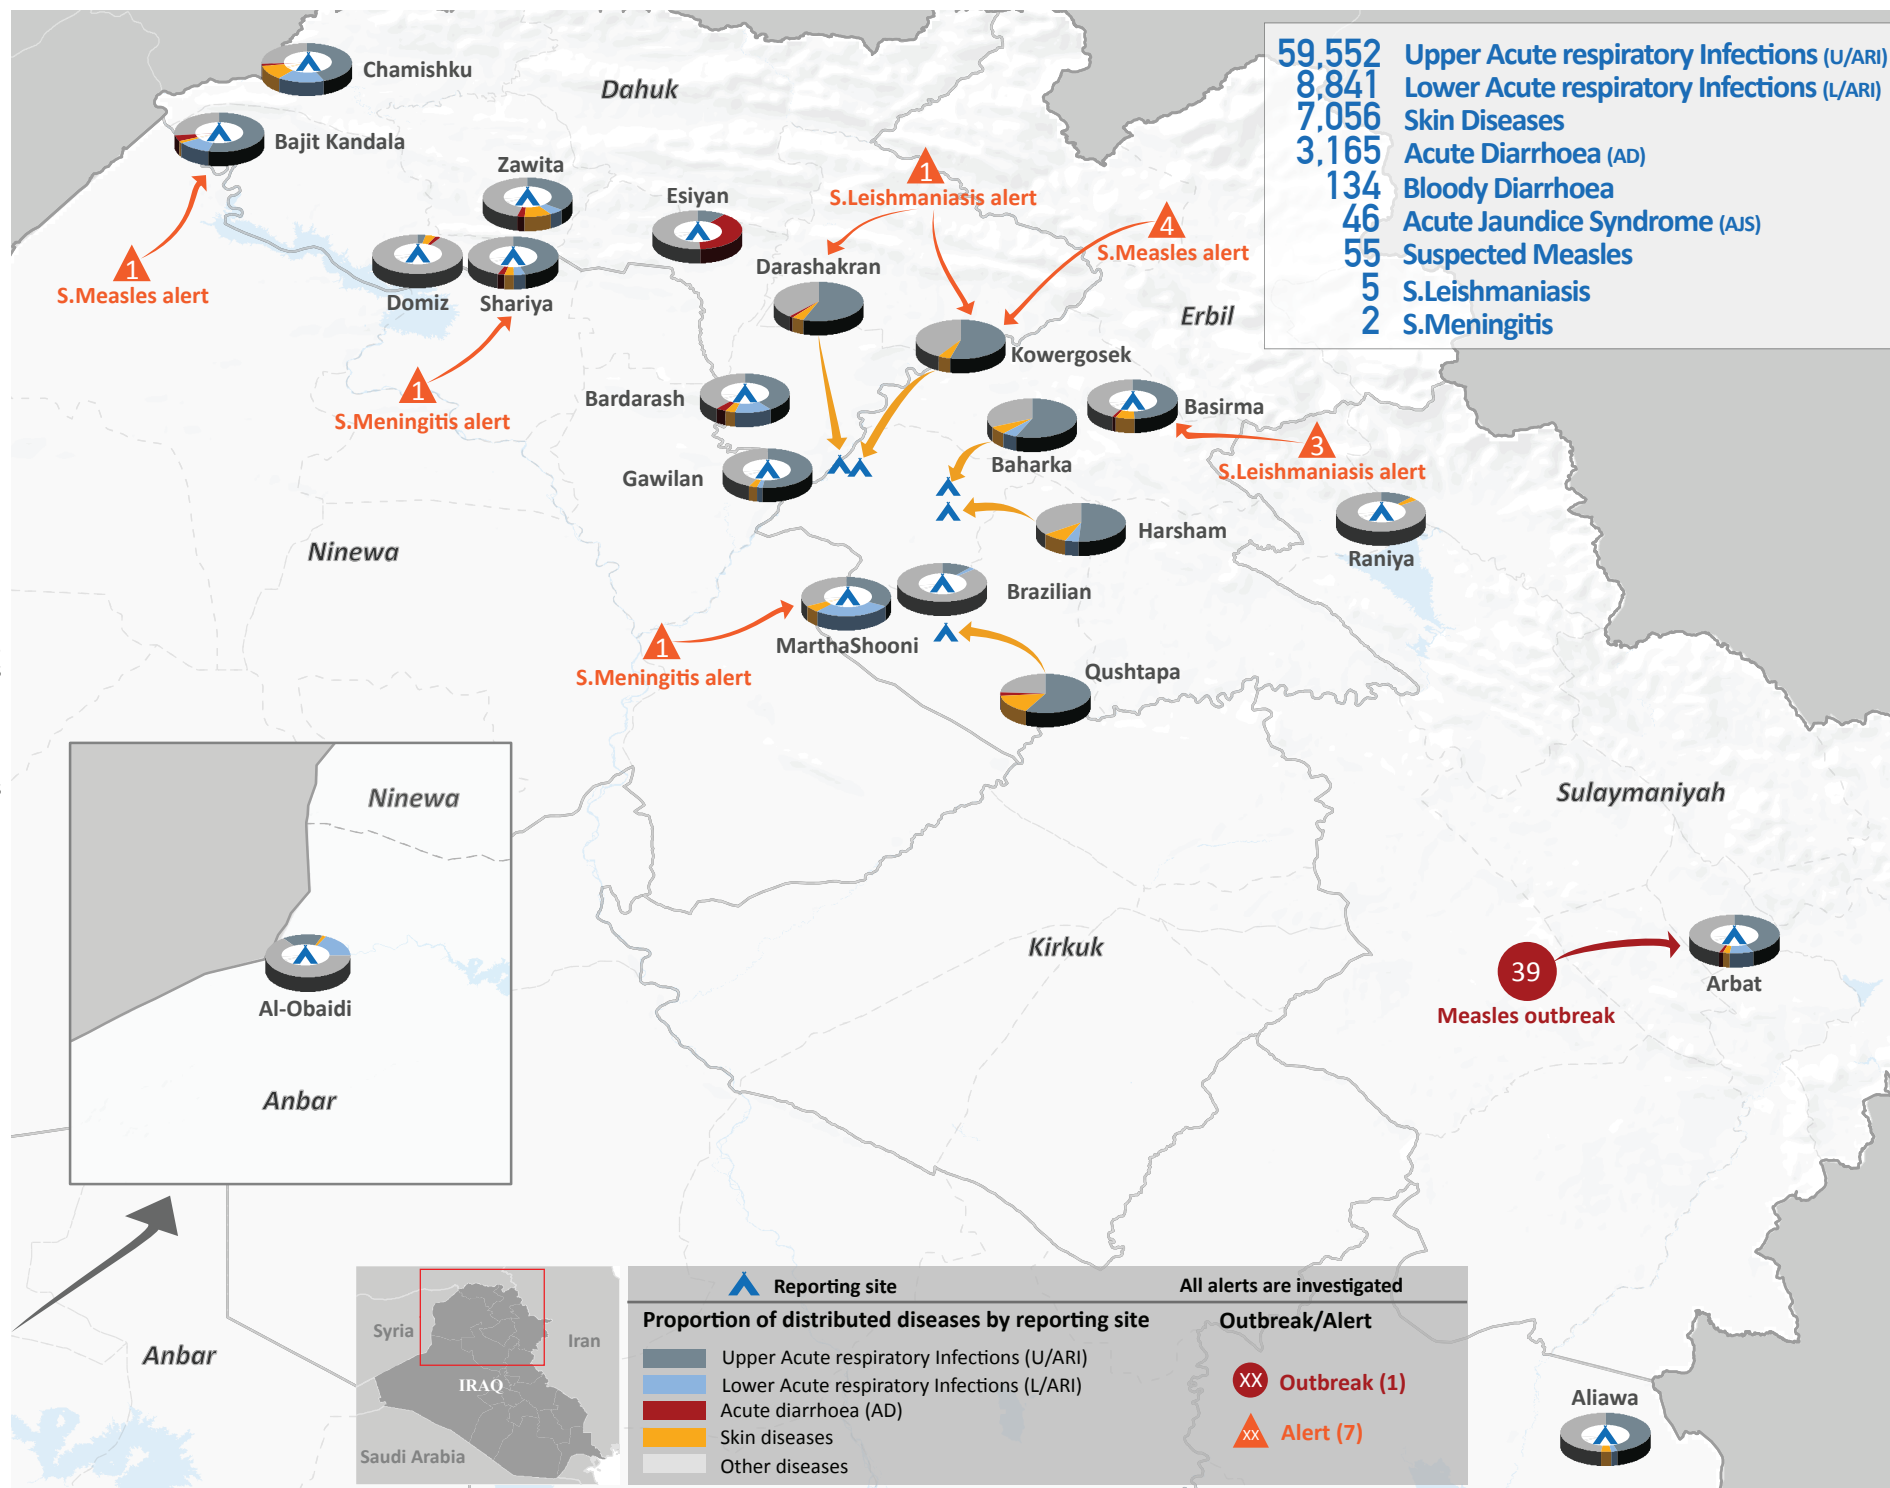 59,552 Upper Acute respiratory Infections (U/ARI)
8,841 Lower Acute respiratory Infections (L/ARI)
7,056 Skin Diseases
3,165 Acute Diarrhoea (AD)
134 Bloody Diarrhoea
46 Acute Jaundice Syndrome (AJS)
55 Suspected Measles
5 S.Leishmaniasis
2 S.Meningitis
Chamishku
Dahuk
Bajit Kandala
Zawita
Esiyan
1
S.Leishmaniasis alert
4
S.Measles alert
1
S.Measles alert
Darashakran
Domiz
Shariya
Erbil
Kowergosek
1
S.Meningitis alert
Bardarash
Basirma
3
S.Leishmaniasis alert
Baharka
Gawilan
Harsham
Raniya
Ninewa
Brazilian
MarthaShooni
1
S.Meningitis alert
Qushtapa
Ninewa
Sulaymaniyah
Kirkuk
39
Measles outbreak
Arbat
Al-Obaidi
Anbar
Anbar
Syria
Iran
IRAQ
Saudi Arabia
Reporting site
All alerts are investigated
Proportion of distributed diseases by reporting site
Upper Acute respiratory Infections (U/ARI)
Lower Acute respiratory Infections (L/ARI)
Acute diarrhoea (AD)
Skin diseases
Other diseases
Outbreak/Alert
XX Outbreak (1)
XX Alert (7)
Aliawa